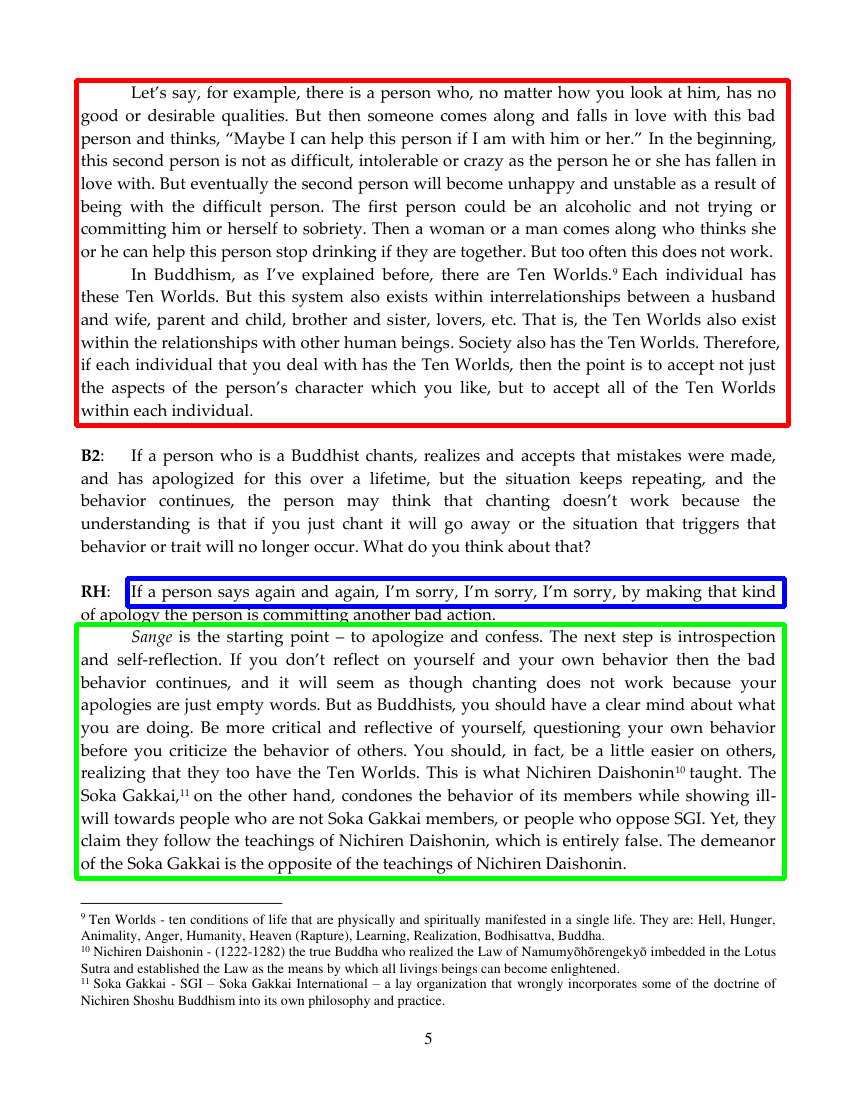 Let’s say, for example, there is a person who, no matter how you look at him, has no
good or desirable qualities. But then someone comes along and falls in love with this bad
person and thinks, “Maybe I can help this person if I am with him or her.” In the beginning,
this second person is not as difficult, intolerable or crazy as the person he or she has fallen in
love with. But eventually the second person will become unhappy and unstable as a result of
being with the difficult person. The first person could be an alcoholic and not trying or
committing him or herself to sobriety. Then a woman or a man comes along who thinks she
or he can help this person stop drinking if they are together. But too often this does not work.
In Buddhism, as I’ve explained before, there are Ten Worlds.⁹ Each individual has
these Ten Worlds. But this system also exists within interrelationships between a husband
and wife, parent and child, brother and sister, lovers, etc. That is, the Ten Worlds also exist
within the relationships with other human beings. Society also has the Ten Worlds. Therefore,
if each individual that you deal with has the Ten Worlds, then the point is to accept not just
the aspects of the person’s character which you like, but to accept all of the Ten Worlds
within each individual.
B2: If a person who is a Buddhist chants, realizes and accepts that mistakes were made,
and has apologized for this over a lifetime, but the situation keeps repeating, and the
behavior continues, the person may think that chanting doesn’t work because the
understanding is that if you just chant it will go away or the situation that triggers that
behavior or trait will no longer occur. What do you think about that?
RH: If a person says again and again, I’m sorry, I’m sorry, I’m sorry, by making that kind
of apology the person is committing another bad action.
Sange is the starting point – to apologize and confess. The next step is introspection
and self-reflection. If you don’t reflect on yourself and your own behavior then the bad
behavior continues, and it will seem as though chanting does not work because your
apologies are just empty words. But as Buddhists, you should have a clear mind about what
you are doing. Be more critical and reflective of yourself, questioning your own behavior
before you criticize the behavior of others. You should, in fact, be a little easier on others,
realizing that they too have the Ten Worlds. This is what Nichiren Daishonin¹⁰ taught. The
Soka Gakkai,¹¹ on the other hand, condones the behavior of its members while showing ill-
will towards people who are not Soka Gakkai members, or people who oppose SGI. Yet, they
claim they follow the teachings of Nichiren Daishonin, which is entirely false. The demeanor
of the Soka Gakkai is the opposite of the teachings of Nichiren Daishonin.
⁹ Ten Worlds - ten conditions of life that are physically and spiritually manifested in a single life. They are: Hell, Hunger,
Animality, Anger, Humanity, Heaven (Rapture), Learning, Realization, Bodhisattva, Buddha.
¹⁰ Nichiren Daishonin - (1222-1282) the true Buddha who realized the Law of Namumyōhōrengekyō imbedded in the Lotus
Sutra and established the Law as the means by which all livings beings can become enlightened.
¹¹ Soka Gakkai - SGI – Soka Gakkai International – a lay organization that wrongly incorporates some of the doctrine of
Nichiren Shoshu Buddhism into its own philosophy and practice.
5